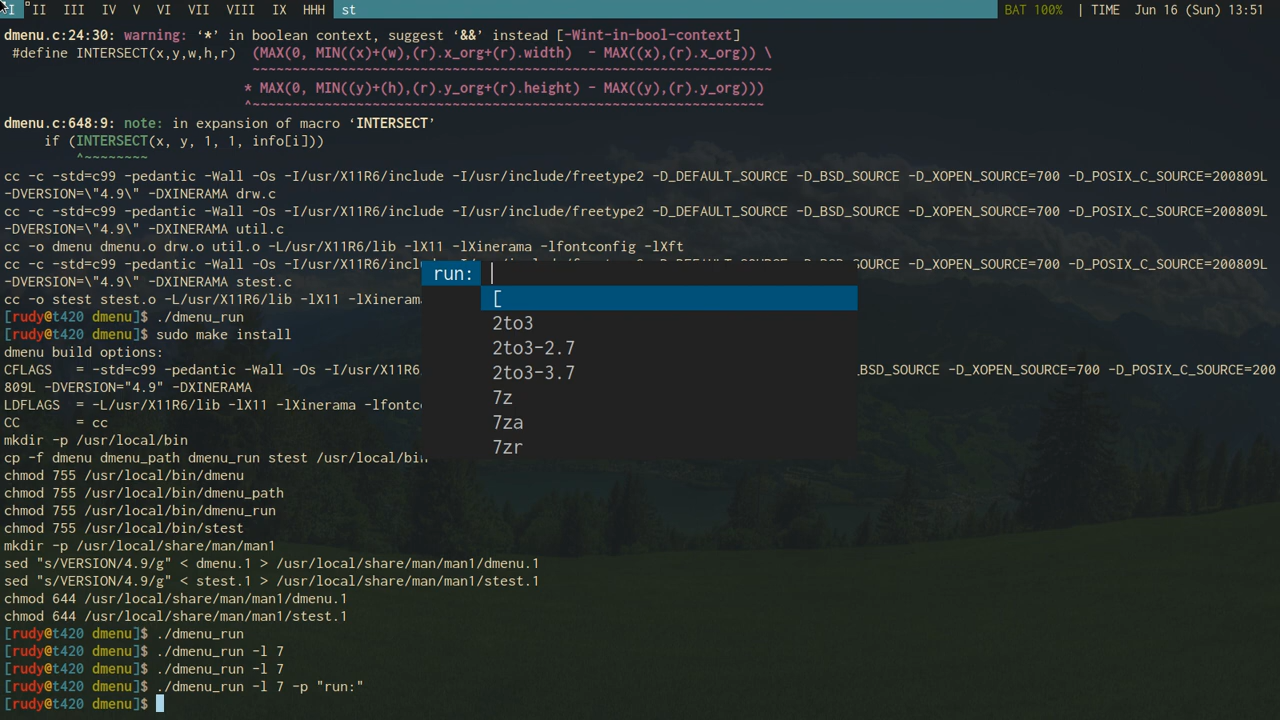 I II III IV V VI VII VIII IX HHH st BAT 100% | TIME Jun 16 (Sun) 13:51
dmenu.c:24:30: warning: ‘*’ in boolean context, suggest ‘&&’ instead [-Wint-in-bool-context]
#define INTERSECT(x,y,w,h,r) (MAX(0, MIN((x)+(w),(r).x_org+(r).width) - MAX((x),(r).x_org)) \
~~~~~~~~~~~~~~~~~~~~~~~~~~~~~~~~~~~~~~~~~~~~~~~~~~~~~~~~~~~~~~~~~
* MAX(0, MIN((y)+(h),(r).y_org+(r).height) - MAX((y),(r).y_org)))
^~~~~~~~~~~~~~~~~~~~~~~~~~~~~~~~~~~~~~~~~~~~~~~~~~~~~~~~~~~~~~~~~
dmenu.c:648:9: note: in expansion of macro ‘INTERSECT’
if (INTERSECT(x, y, 1, 1, info[i]))
^~~~~~~~~
cc -c -std=c99 -pedantic -Wall -Os -I/usr/X11R6/include -I/usr/include/freetype2 -D_DEFAULT_SOURCE -D_BSD_SOURCE -D_XOPEN_SOURCE=700 -D_POSIX_C_SOURCE=200809L
-DVERSION=\"4.9\" -DXINERAMA drw.c
cc -c -std=c99 -pedantic -Wall -Os -I/usr/X11R6/include -I/usr/include/freetype2 -D_DEFAULT_SOURCE -D_BSD_SOURCE -D_XOPEN_SOURCE=700 -D_POSIX_C_SOURCE=200809L
-DVERSION=\"4.9\" -DXINERAMA util.c
cc -o dmenu dmenu.o drw.o util.o -L/usr/X11R6/lib -lX11 -lXinerama -lfontconfig -lXft
cc -c -std=c99 -pedantic -Wall -Os -I/usr/X11R6/include -I/usr/include/freetype2 -D_DEFAULT_SOURCE -D_BSD_SOURCE -D_XOPEN_SOURCE=700 -D_POSIX_C_SOURCE=200809L
-DVERSION=\"4.9\" -DXINERAMA stest.c
cc -o stest stest.o -L/usr/X11R6/lib -lX11 -lXinerama
[rudy@t420 dmenu]$ ./dmenu_run
[rudy@t420 dmenu]$ sudo make install
dmenu build options:
CFLAGS = -std=c99 -pedantic -Wall -Os -I/usr/X11R6 _BSD_SOURCE -D_XOPEN_SOURCE=700 -D_POSIX_C_SOURCE=200
809L -DVERSION="4.9" -DXINERAMA
LDFLAGS = -L/usr/X11R6/lib -lX11 -lXinerama -lfontc
CC = cc
mkdir -p /usr/local/bin
cp -f dmenu dmenu_path dmenu_run stest /usr/local/bin
chmod 755 /usr/local/bin/dmenu
chmod 755 /usr/local/bin/dmenu_path
chmod 755 /usr/local/bin/dmenu_run
chmod 755 /usr/local/bin/stest
mkdir -p /usr/local/share/man/man1
sed "s/VERSION/4.9/g" < dmenu.1 > /usr/local/share/man/man1/dmenu.1
sed "s/VERSION/4.9/g" < stest.1 > /usr/local/share/man/man1/stest.1
chmod 644 /usr/local/share/man/man1/dmenu.1
chmod 644 /usr/local/share/man/man1/stest.1
[rudy@t420 dmenu]$ ./dmenu_run
[rudy@t420 dmenu]$ ./dmenu_run -l 7
[rudy@t420 dmenu]$ ./dmenu_run -l 7
[rudy@t420 dmenu]$ ./dmenu_run -l 7 -p "run:"
[rudy@t420 dmenu]$
run:
[
2to3
2to3-2.7
2to3-3.7
7z
7za
7zr